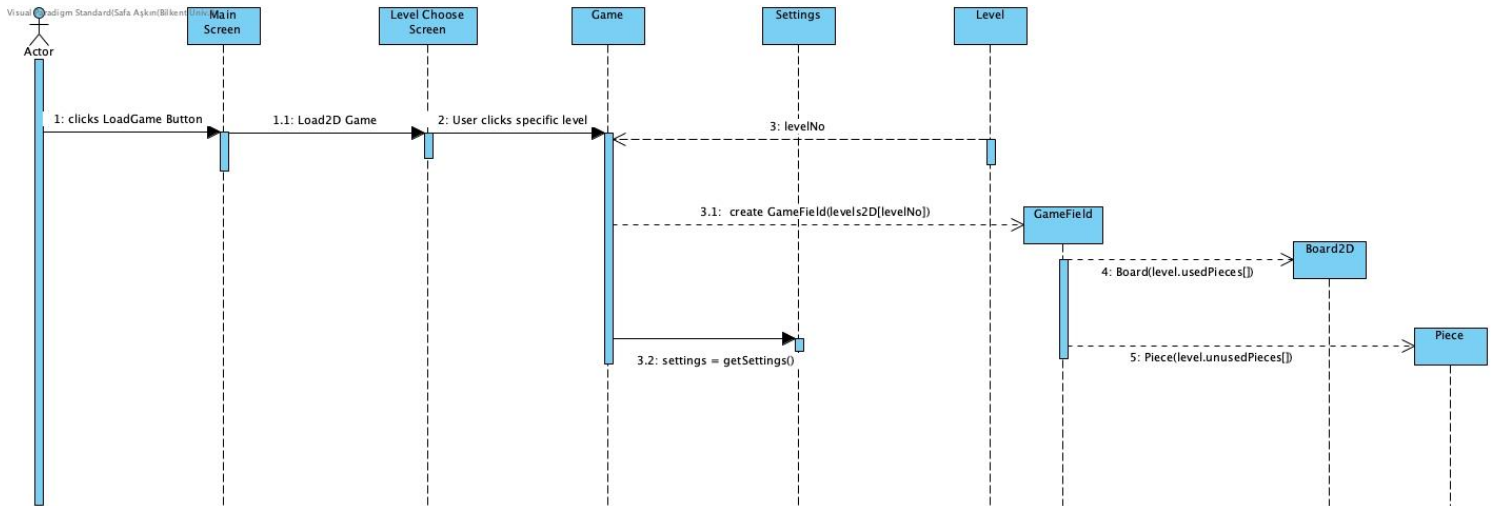 Visual Paradigm Standard(Safa Aşkın(Bilkent Univ.
Actor
Main
Screen
Level Choose
Screen
Game
Settings
Level
1: clicks LoadGame Button
1.1: Load2D Game
2: User clicks specific level
3: levelNo
3.1: create GameField(levels2D[levelNo])
GameField
Board2D
4: Board(level.usedPieces[])
Piece
3.2: settings = getSettings()
5: Piece(level.unusedPieces[])